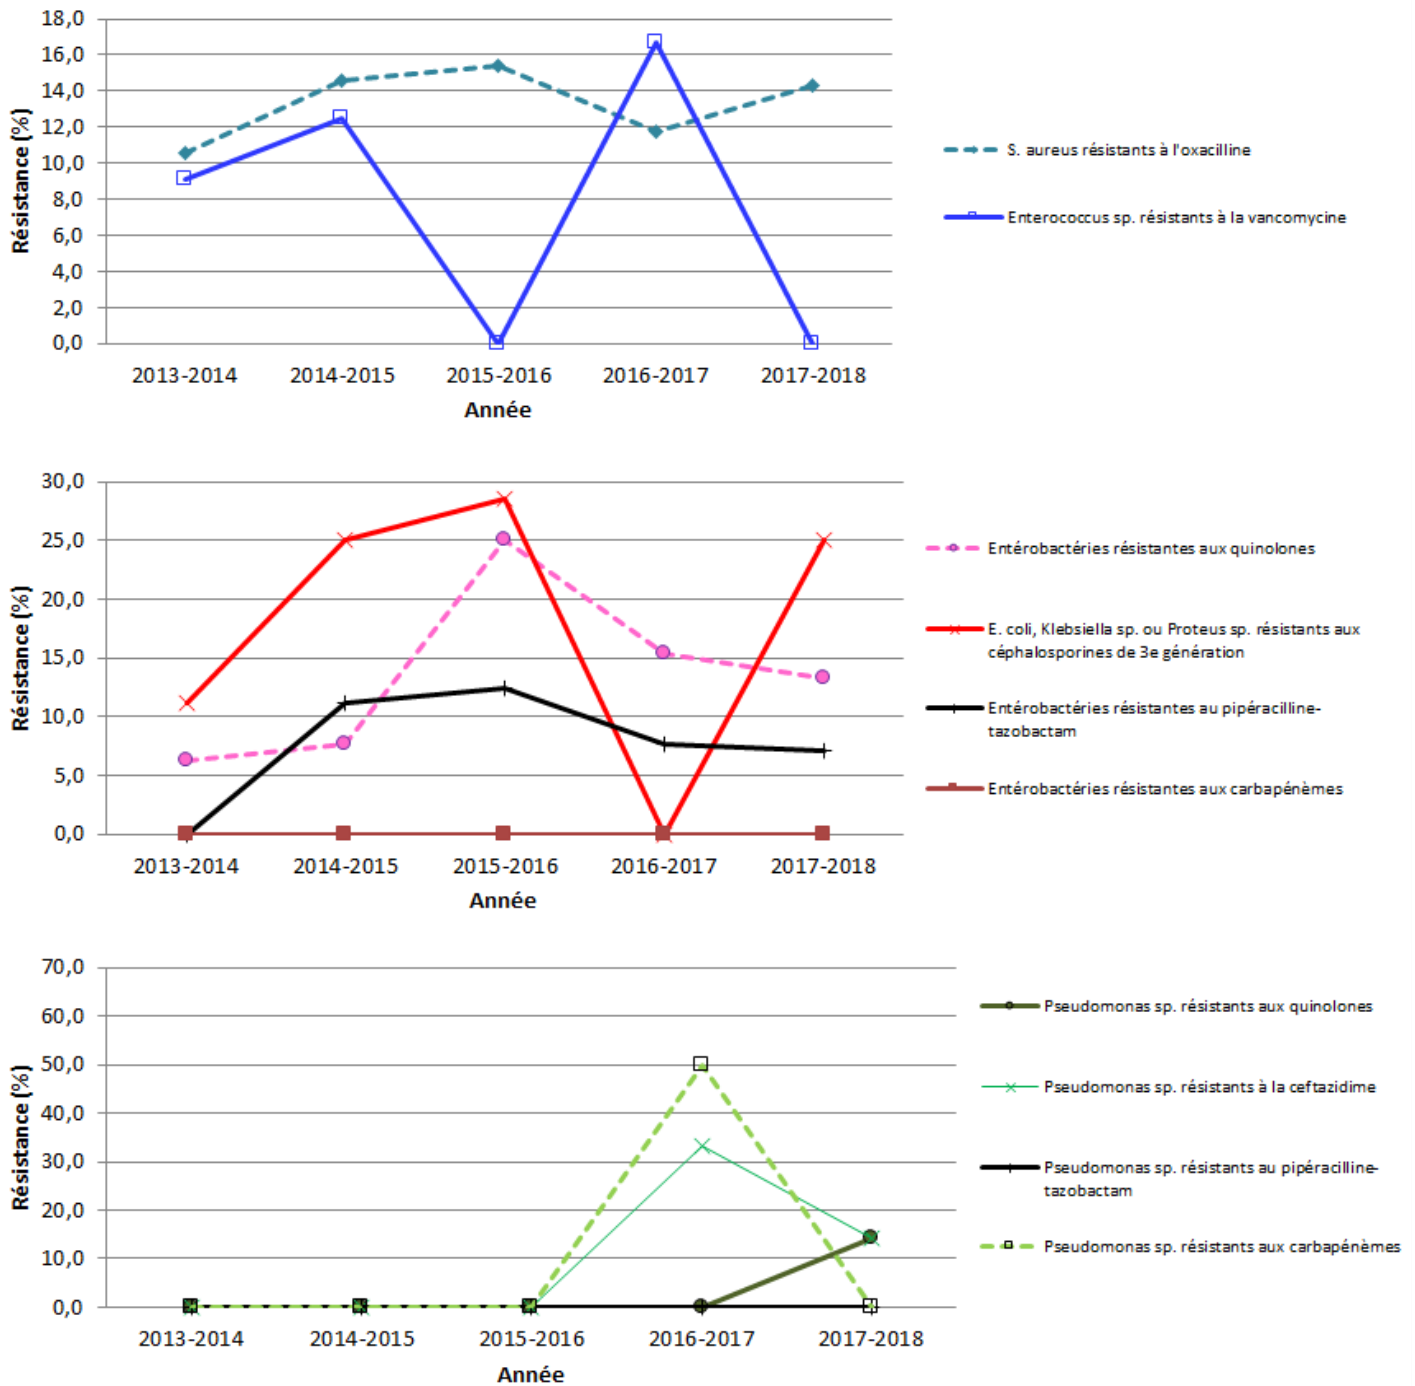 18,0
16,0
14,0
12,0
10,0
8,0
6,0
4,0
2,0
0,0
Résistance (%)
2013-2014 2014-2015 2015-2016 2016-2017 2017-2018
Année
S. aureus résistants à l'oxacilline
Enterococcus sp. résistants à la vancomycine
30,0
25,0
20,0
15,0
10,0
5,0
0,0
Résistance (%)
2013-2014 2014-2015 2015-2016 2016-2017 2017-2018
Année
Entérobactéries résistantes aux quinolones
E. coli, Klebsiella sp. ou Proteus sp. résistants aux
céphalosporines de 3e génération
Entérobactéries résistantes au pipéracilline-
tazobactam
Entérobactéries résistantes aux carbapénèmes
70,0
60,0
50,0
40,0
30,0
20,0
10,0
0,0
Résistance (%)
2013-2014 2014-2015 2015-2016 2016-2017 2017-2018
Année
Pseudomonas sp. résistants aux quinolones
Pseudomonas sp. résistants à la ceftazidime
Pseudomonas sp. résistants au pipéracilline-
tazobactam
Pseudomonas sp. résistants aux carbapénèmes